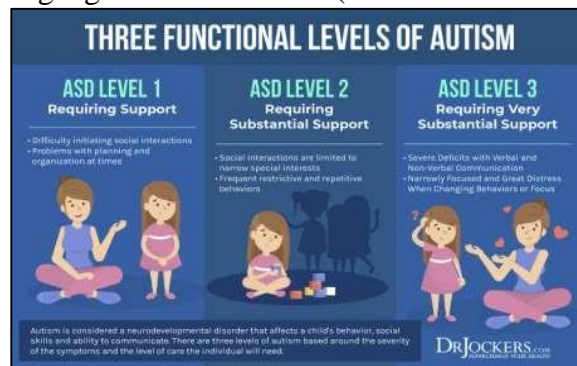 THREE FUNCTIONAL LEVELS OF AUTISM
ASD LEVEL 1
Requiring Support
• Difficulty initiating social interactions
• Problems with planning and
organization at times
ASD LEVEL 2
Requiring
Substantial Support
• Social interactions are limited to
narrow special interests
• Frequent restrictive and repetitive
behaviors
ASD LEVEL 3
Requiring Very
Substantial Support
• Severe Deficits with Verbal and
Non-Verbal Communication
• Narrowly Focused and Great Distress
When Changing Behaviors or Focus
?
Autism is considered a neurodevelopmental disorder that affects a child's behavior, social
skills and ability to communicate. There are three levels of autism based around the severity
of the symptoms and the level of care the individual will need.
DRJOCKERS.COM
SUPERCHARGE YOUR HEALTH